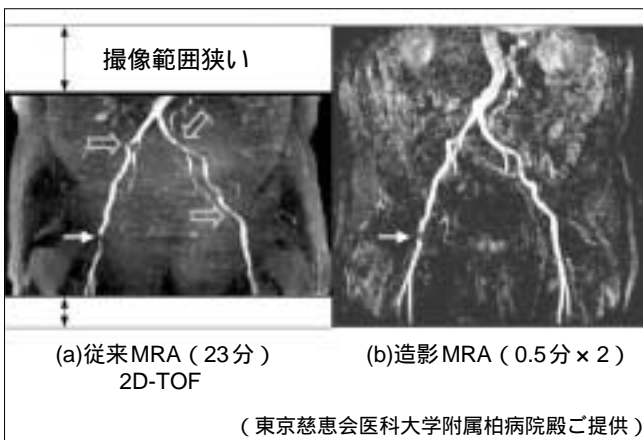 撮像範囲狭い
(a)従来MRA（23分）
2D-TOF
(b)造影MRA（0.5分×2）
（東京慈恵会医科大学附属柏病院殿ご提供）